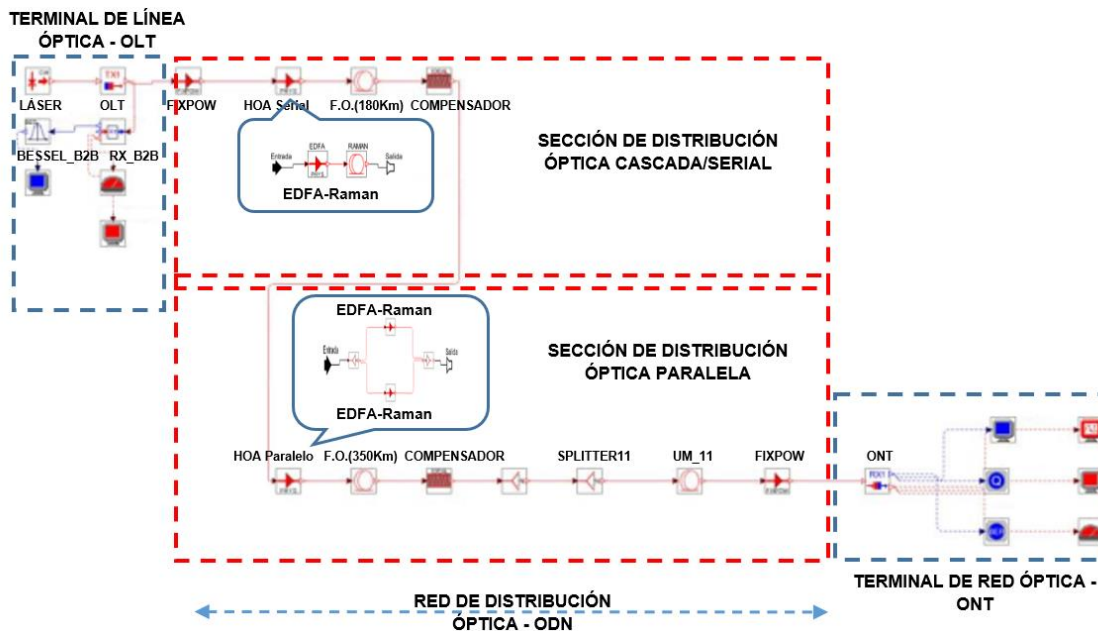 TERMINAL DE LÍNEA
ÓPTICA - OLT
LÁSER OLT FIXPOW HOA Serial F.O.(180Km) COMPENSADOR
BESSEL_B2B RX_B2B
EDFA RAMAN
Entrada Salida
EDFA-Raman
SECCIÓN DE DISTRIBUCIÓN
ÓPTICA CASCADA/SERIAL
EDFA-Raman
Entrada Salida
EDFA-Raman
SECCIÓN DE DISTRIBUCIÓN
ÓPTICA PARALELA
HOA Paralelo F.O.(350Km) COMPENSADOR SPLITTER11 UM_11 FIXPOW ONT
TERMINAL DE RED ÓPTICA -
ONT
RED DE DISTRIBUCIÓN
ÓPTICA - ODN